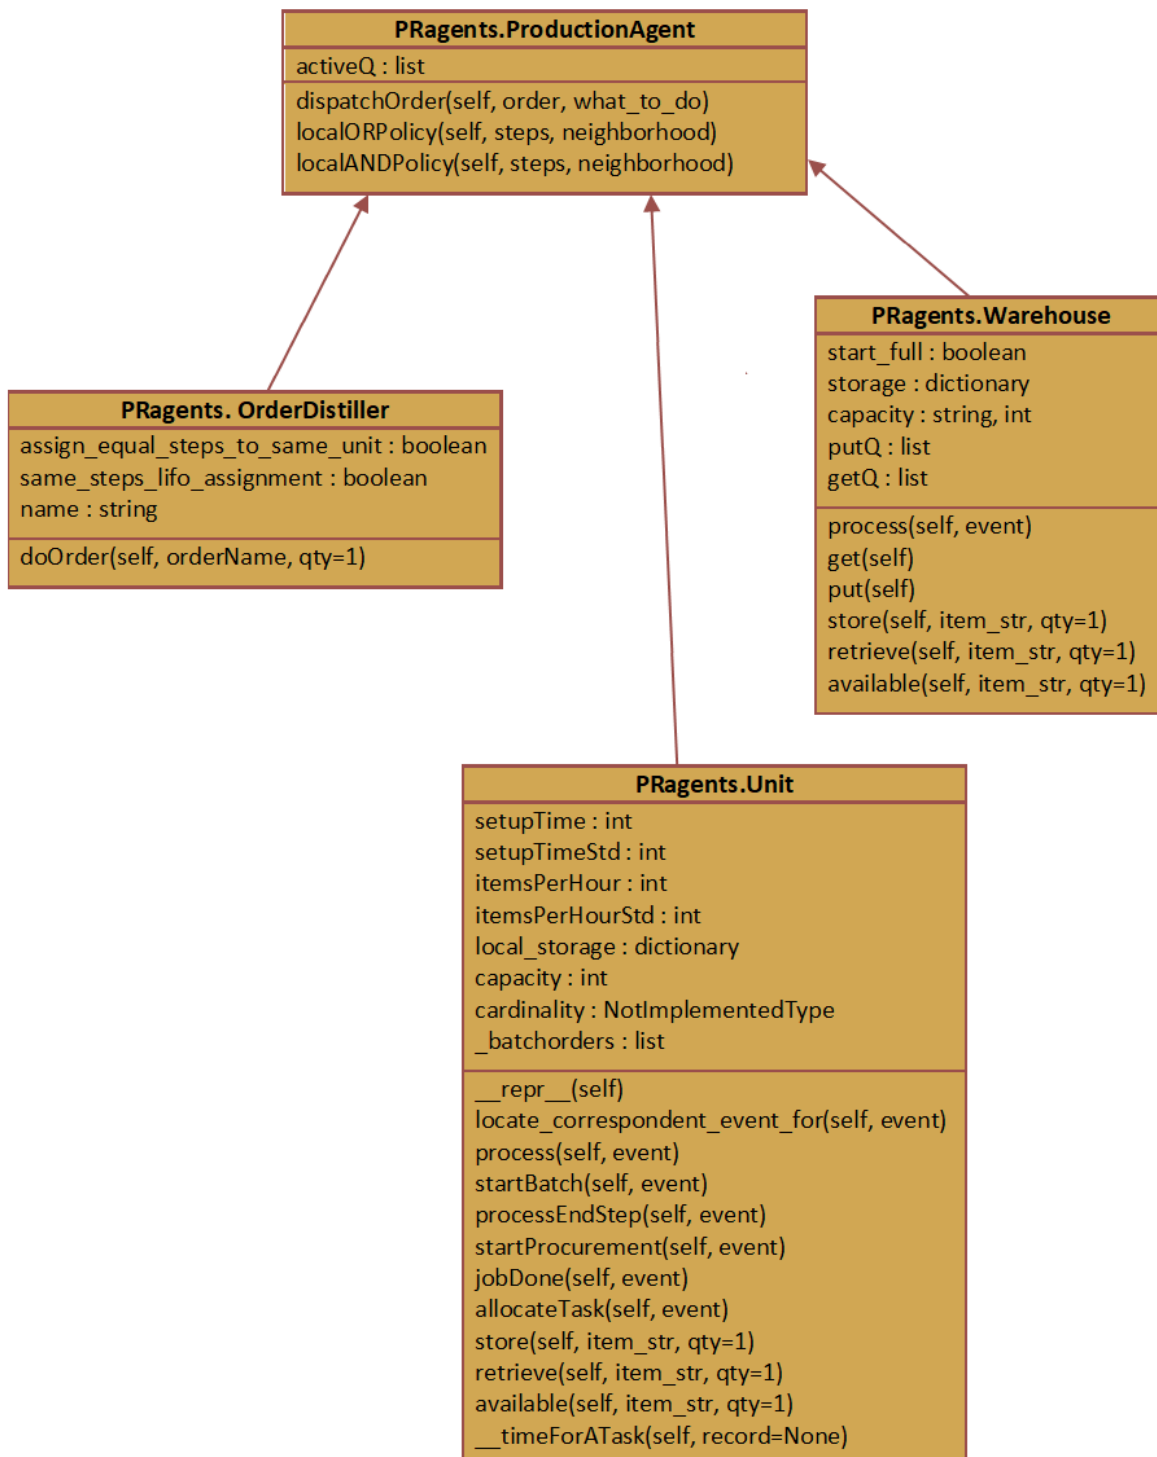 PRagents.ProductionAgent
activeQ : list
dispatchOrder(self, order, what_to_do)
localORPolicy(self, steps, neighborhood)
localANDPolicy(self, steps, neighborhood)
PRagents.Warehouse
start_full : boolean
storage : dictionary
capacity : string, int
putQ : list
getQ : list
process(self, event)
get(self)
put(self)
store(self, item_str, qty=1)
retrieve(self, item_str, qty=1)
available(self, item_str, qty=1)
PRagents. OrderDistiller
assign_equal_steps_to_same_unit : boolean
same_steps_lifo_assignment : boolean
name : string
doOrder(self, orderName, qty=1)
PRagents.Unit
setupTime : int
setupTimeStd : int
itemsPerHour : int
itemsPerHourStd : int
local_storage : dictionary
capacity : int
cardinality : NotImplementedType
_batchorders : list
__repr__(self)
locate_correspondent_event_for(self, event)
process(self, event)
startBatch(self, event)
processEndStep(self, event)
startProcurement(self, event)
jobDone(self, event)
allocateTask(self, event)
store(self, item_str, qty=1)
retrieve(self, item_str, qty=1)
available(self, item_str, qty=1)
__timeForATask(self, record=None)